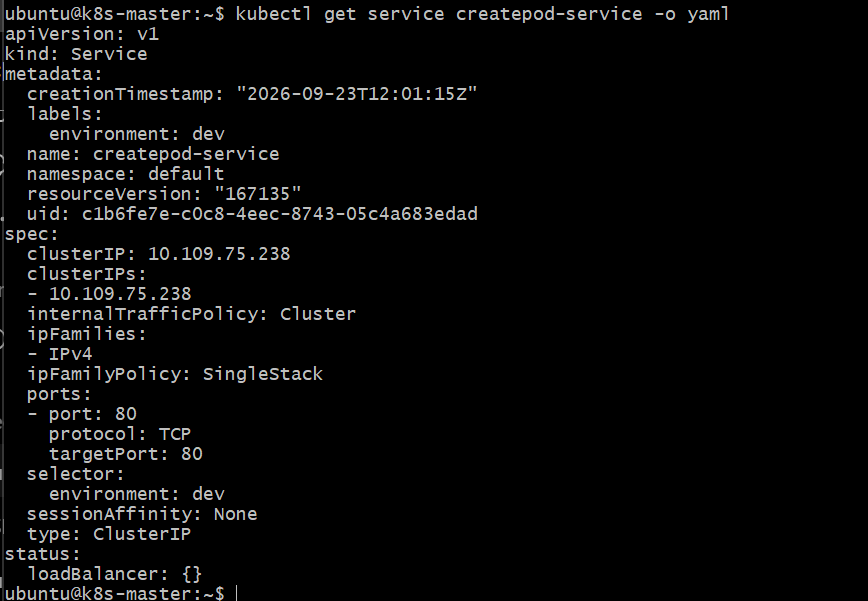 ubuntu@k8s-master:~$ kubectl get service createpod-service -o yaml
apiVersion: v1
kind: Service
metadata:
  creationTimestamp: "2026-09-23T12:01:15Z"
  labels:
    environment: dev
  name: createpod-service
  namespace: default
  resourceVersion: "167135"
  uid: c1b6fe7e-c0c8-4eec-8743-05c4a683edad
spec:
  clusterIP: 10.109.75.238
  clusterIPs:
  - 10.109.75.238
  internalTrafficPolicy: Cluster
  ipFamilies:
  - IPv4
  ipFamilyPolicy: SingleStack
  ports:
  - port: 80
    protocol: TCP
    targetPort: 80
  selector:
    environment: dev
  sessionAffinity: None
  type: ClusterIP
status:
  loadBalancer: {}
ubuntu@k8s-master:~$